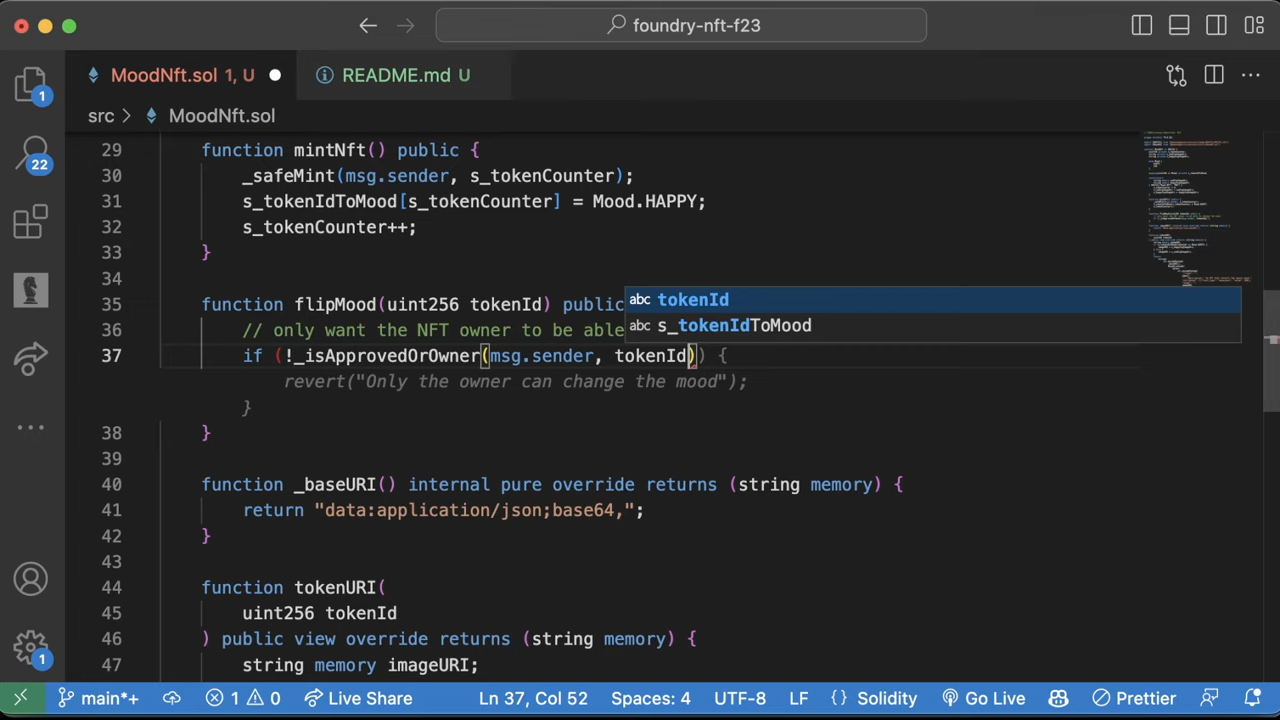 foundry-nft-f23
MoodNft.sol 1, U
README.md U
src > MoodNft.sol
1
22
29 function mintNft() public {
30 _safeMint(msg.sender, s_tokenCounter);
31 s_tokenIdToMood[s_tokenCounter] = Mood.HAPPY;
32 s_tokenCounter++;
33 }
34
35 function flipMood(uint256 tokenId) public
abc tokenId
36 // only want the NFT owner to be able
abc s_tokenIdToMood
37 if (!_isApprovedOrOwner(msg.sender, tokenId)) {
revert("Only the owner can change the mood");
}
38 }
39
40 function _baseURI() internal pure override returns (string memory) {
41 return "data:application/json;base64,";
42 }
43
44 function tokenURI(
45 uint256 tokenId
46 ) public view override returns (string memory) {
47 string memory imageURI;
1
main*+ 1 0 Live Share Ln 37, Col 52 Spaces: 4 UTF-8 LF {} Solidity Go Live Prettier